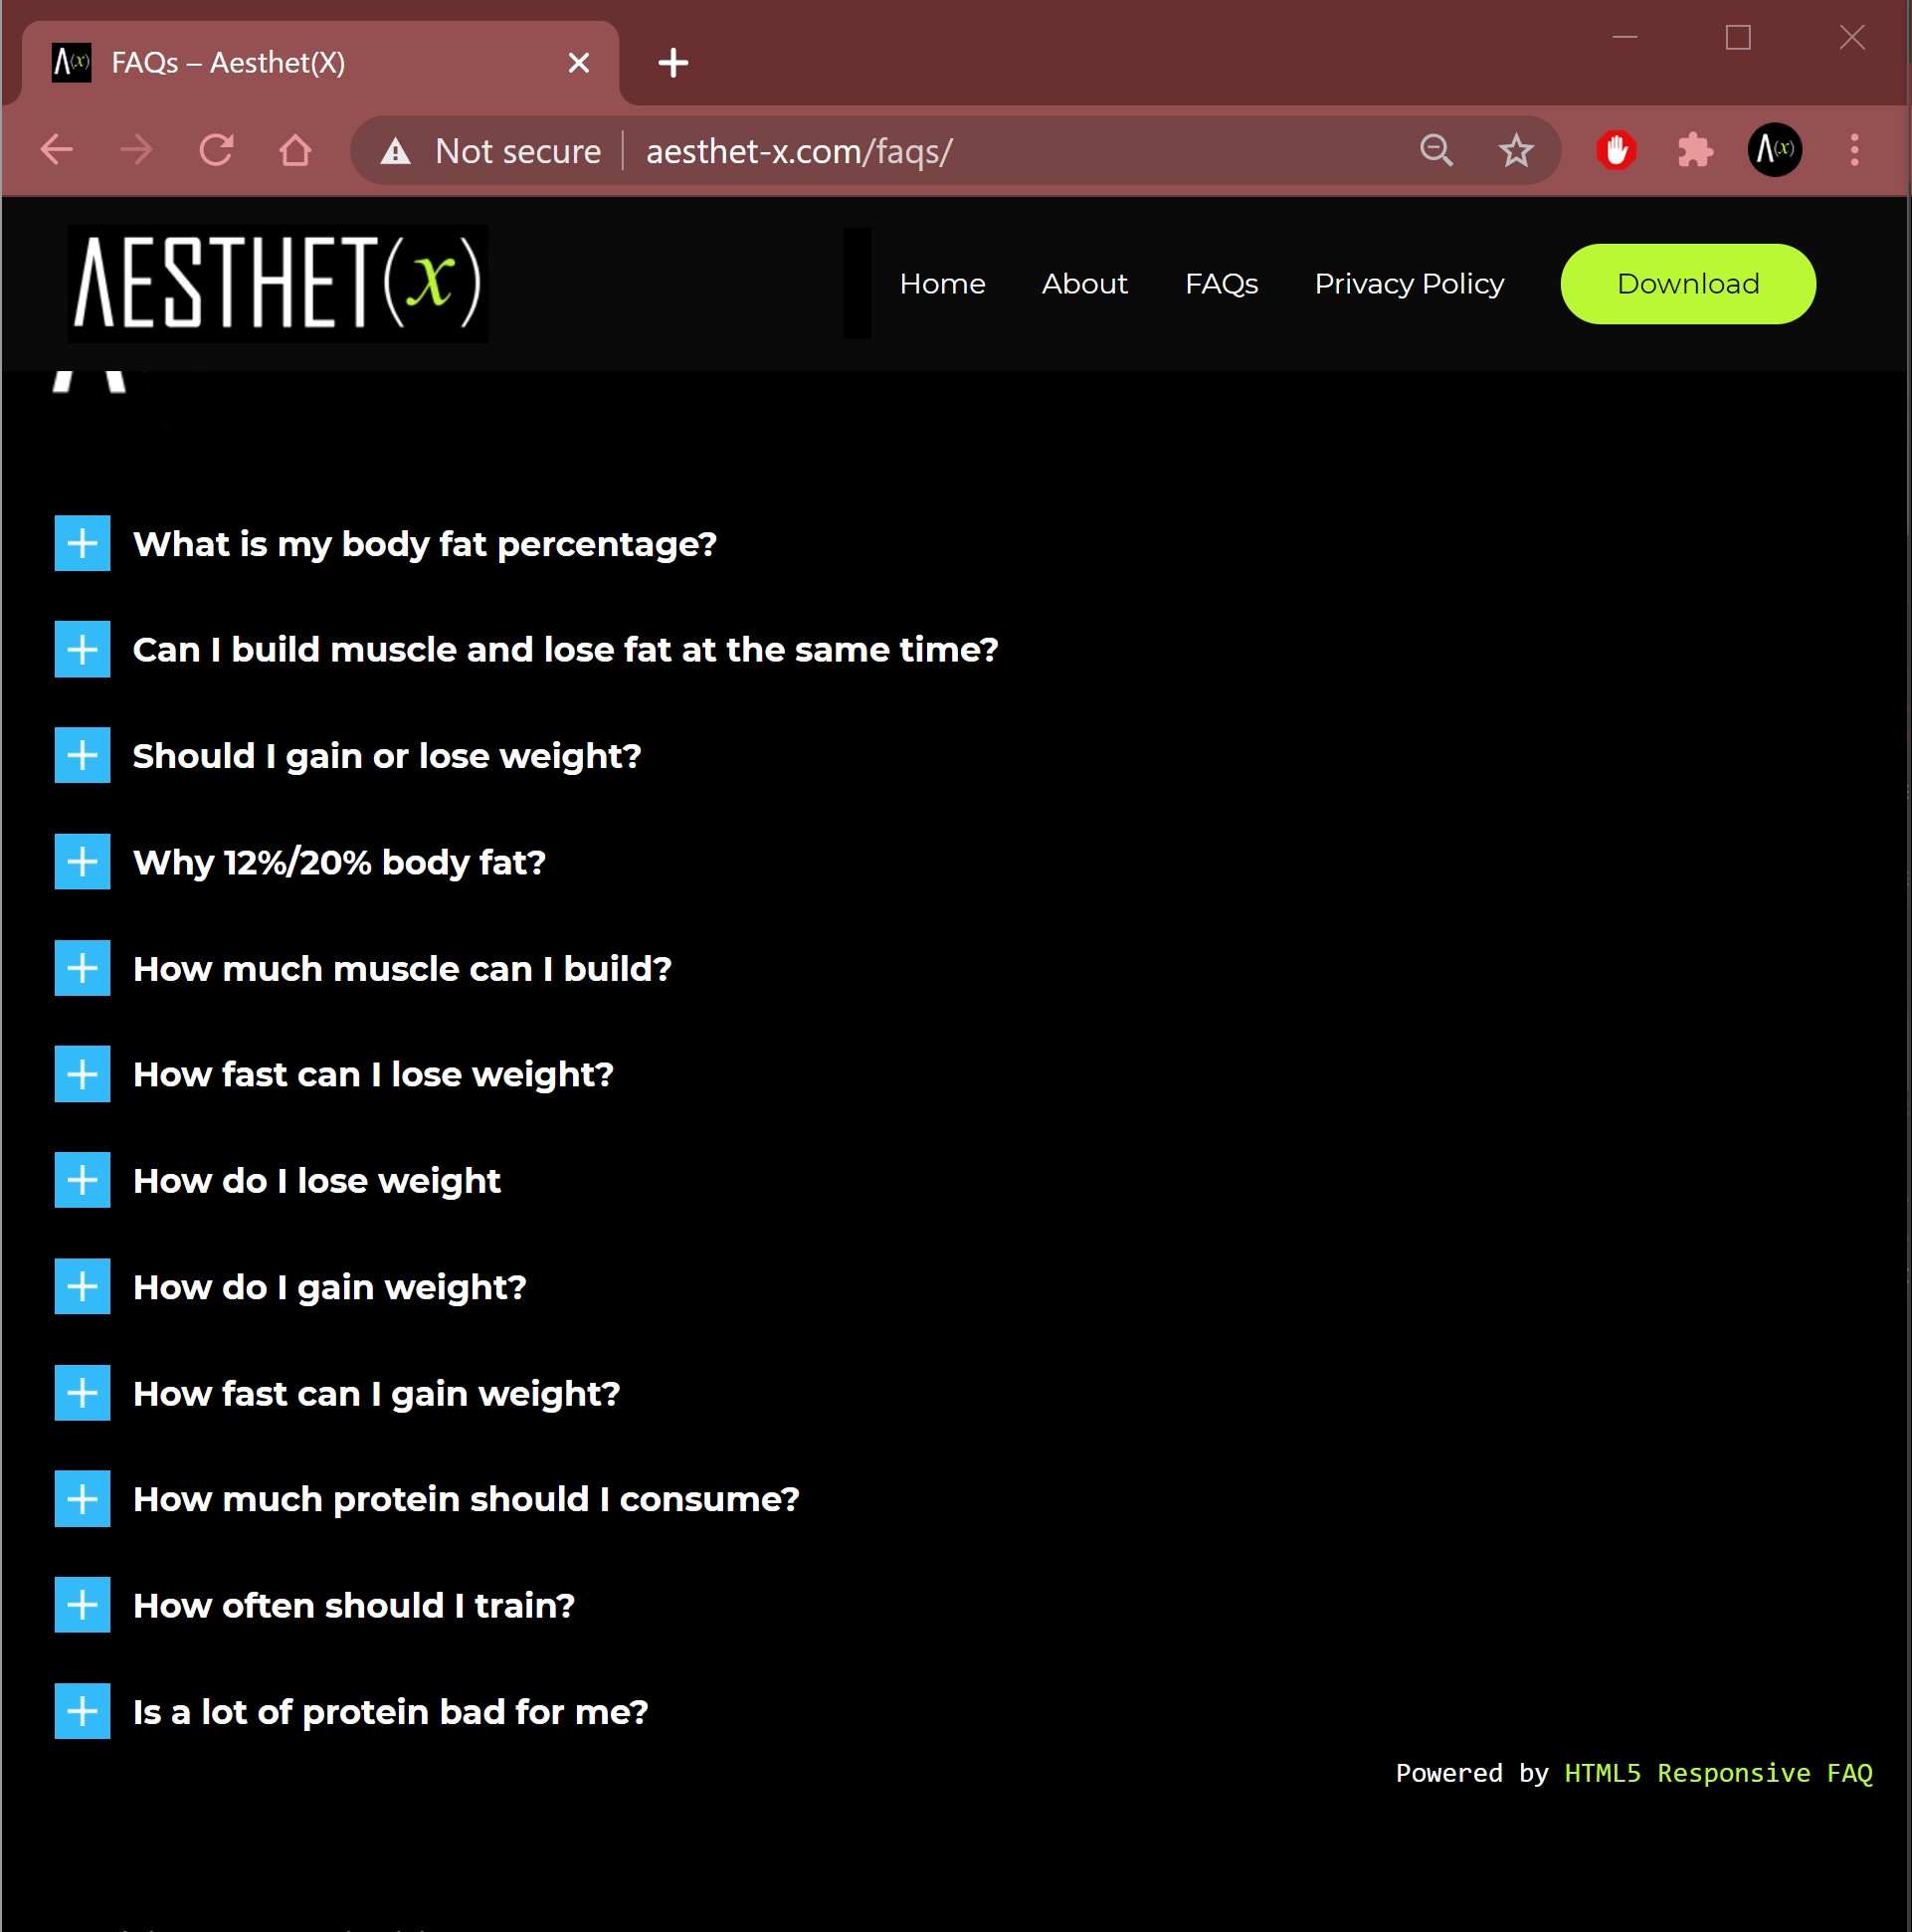 Λ(x) FAQs – Aesthet(X)
Not secure aesthet-x.com/faqs/
Λ(x)
ΛESTHET(x)
Home About FAQs Privacy Policy Download
What is my body fat percentage?
Can I build muscle and lose fat at the same time?
Should I gain or lose weight?
Why 12%/20% body fat?
How much muscle can I build?
How fast can I lose weight?
How do I lose weight
How do I gain weight?
How fast can I gain weight?
How much protein should I consume?
How often should I train?
Is a lot of protein bad for me?
Powered by HTML5 Responsive FAQ